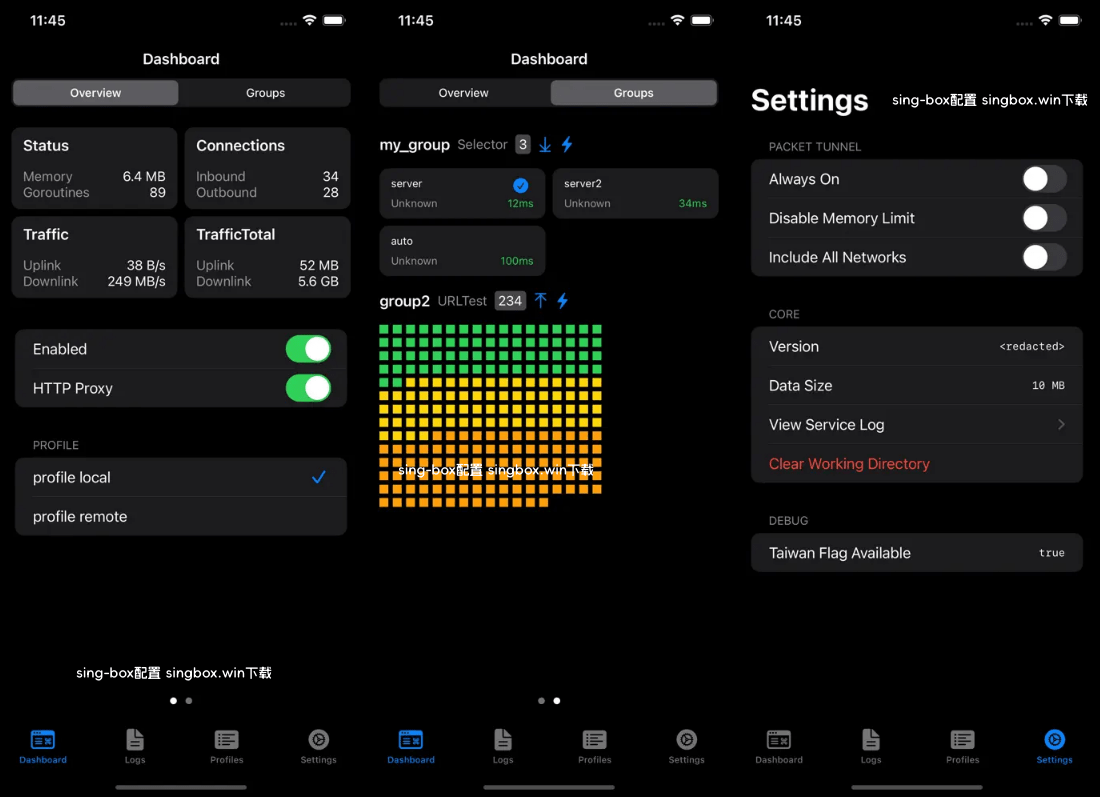 11:45
Dashboard
Overview
Groups
Status
Memory 6.4 MB
Goroutines 89
Connections
Inbound 34
Outbound 28
Traffic
Uplink 38 B/s
Downlink 249 MB/s
TrafficTotal
Uplink 52 MB
Downlink 5.6 GB
Enabled
HTTP Proxy
PROFILE
profile local
profile remote
sing-box配置 singbox.win下载
Dashboard
Logs
Profiles
Settings
11:45
Dashboard
Overview
Groups
my_group Selector 3
server
Unknown 12ms
server2
Unknown 34ms
auto
Unknown 100ms
group2 URLTest 234
sing-box配置 singbox.win下载
Dashboard
Logs
Profiles
Settings
11:45
Settings
sing-box配置 singbox.win下载
PACKET TUNNEL
Always On
Disable Memory Limit
Include All Networks
CORE
Version <redacted>
Data Size 10 MB
View Service Log
Clear Working Directory
DEBUG
Taiwan Flag Available true
Dashboard
Logs
Profiles
Settings